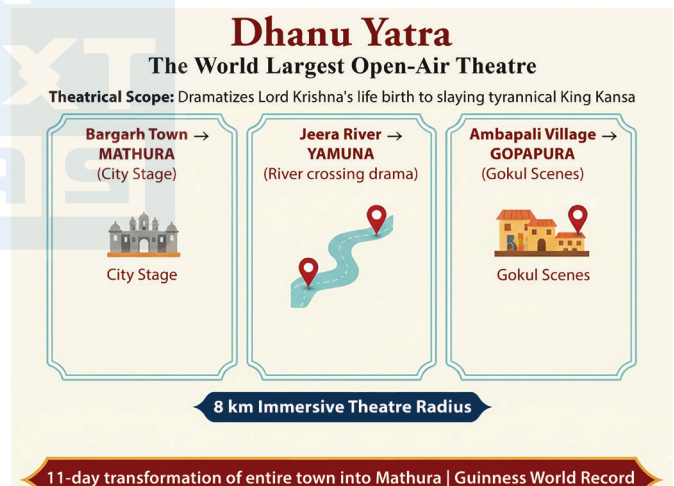 Dhanu Yatra
The World Largest Open-Air Theatre
Theatrical Scope: Dramatizes Lord Krishna's life birth to slaying tyrannical King Kansa
Bargarh Town →
MATHURA
(City Stage)
City Stage
Jeera River →
YAMUNA
(River crossing drama)
Ambapali Village →
GOPAPURA
(Gokul Scenes)
Gokul Scenes
8 km Immersive Theatre Radius
11-day transformation of entire town into Mathura | Guinness World Record